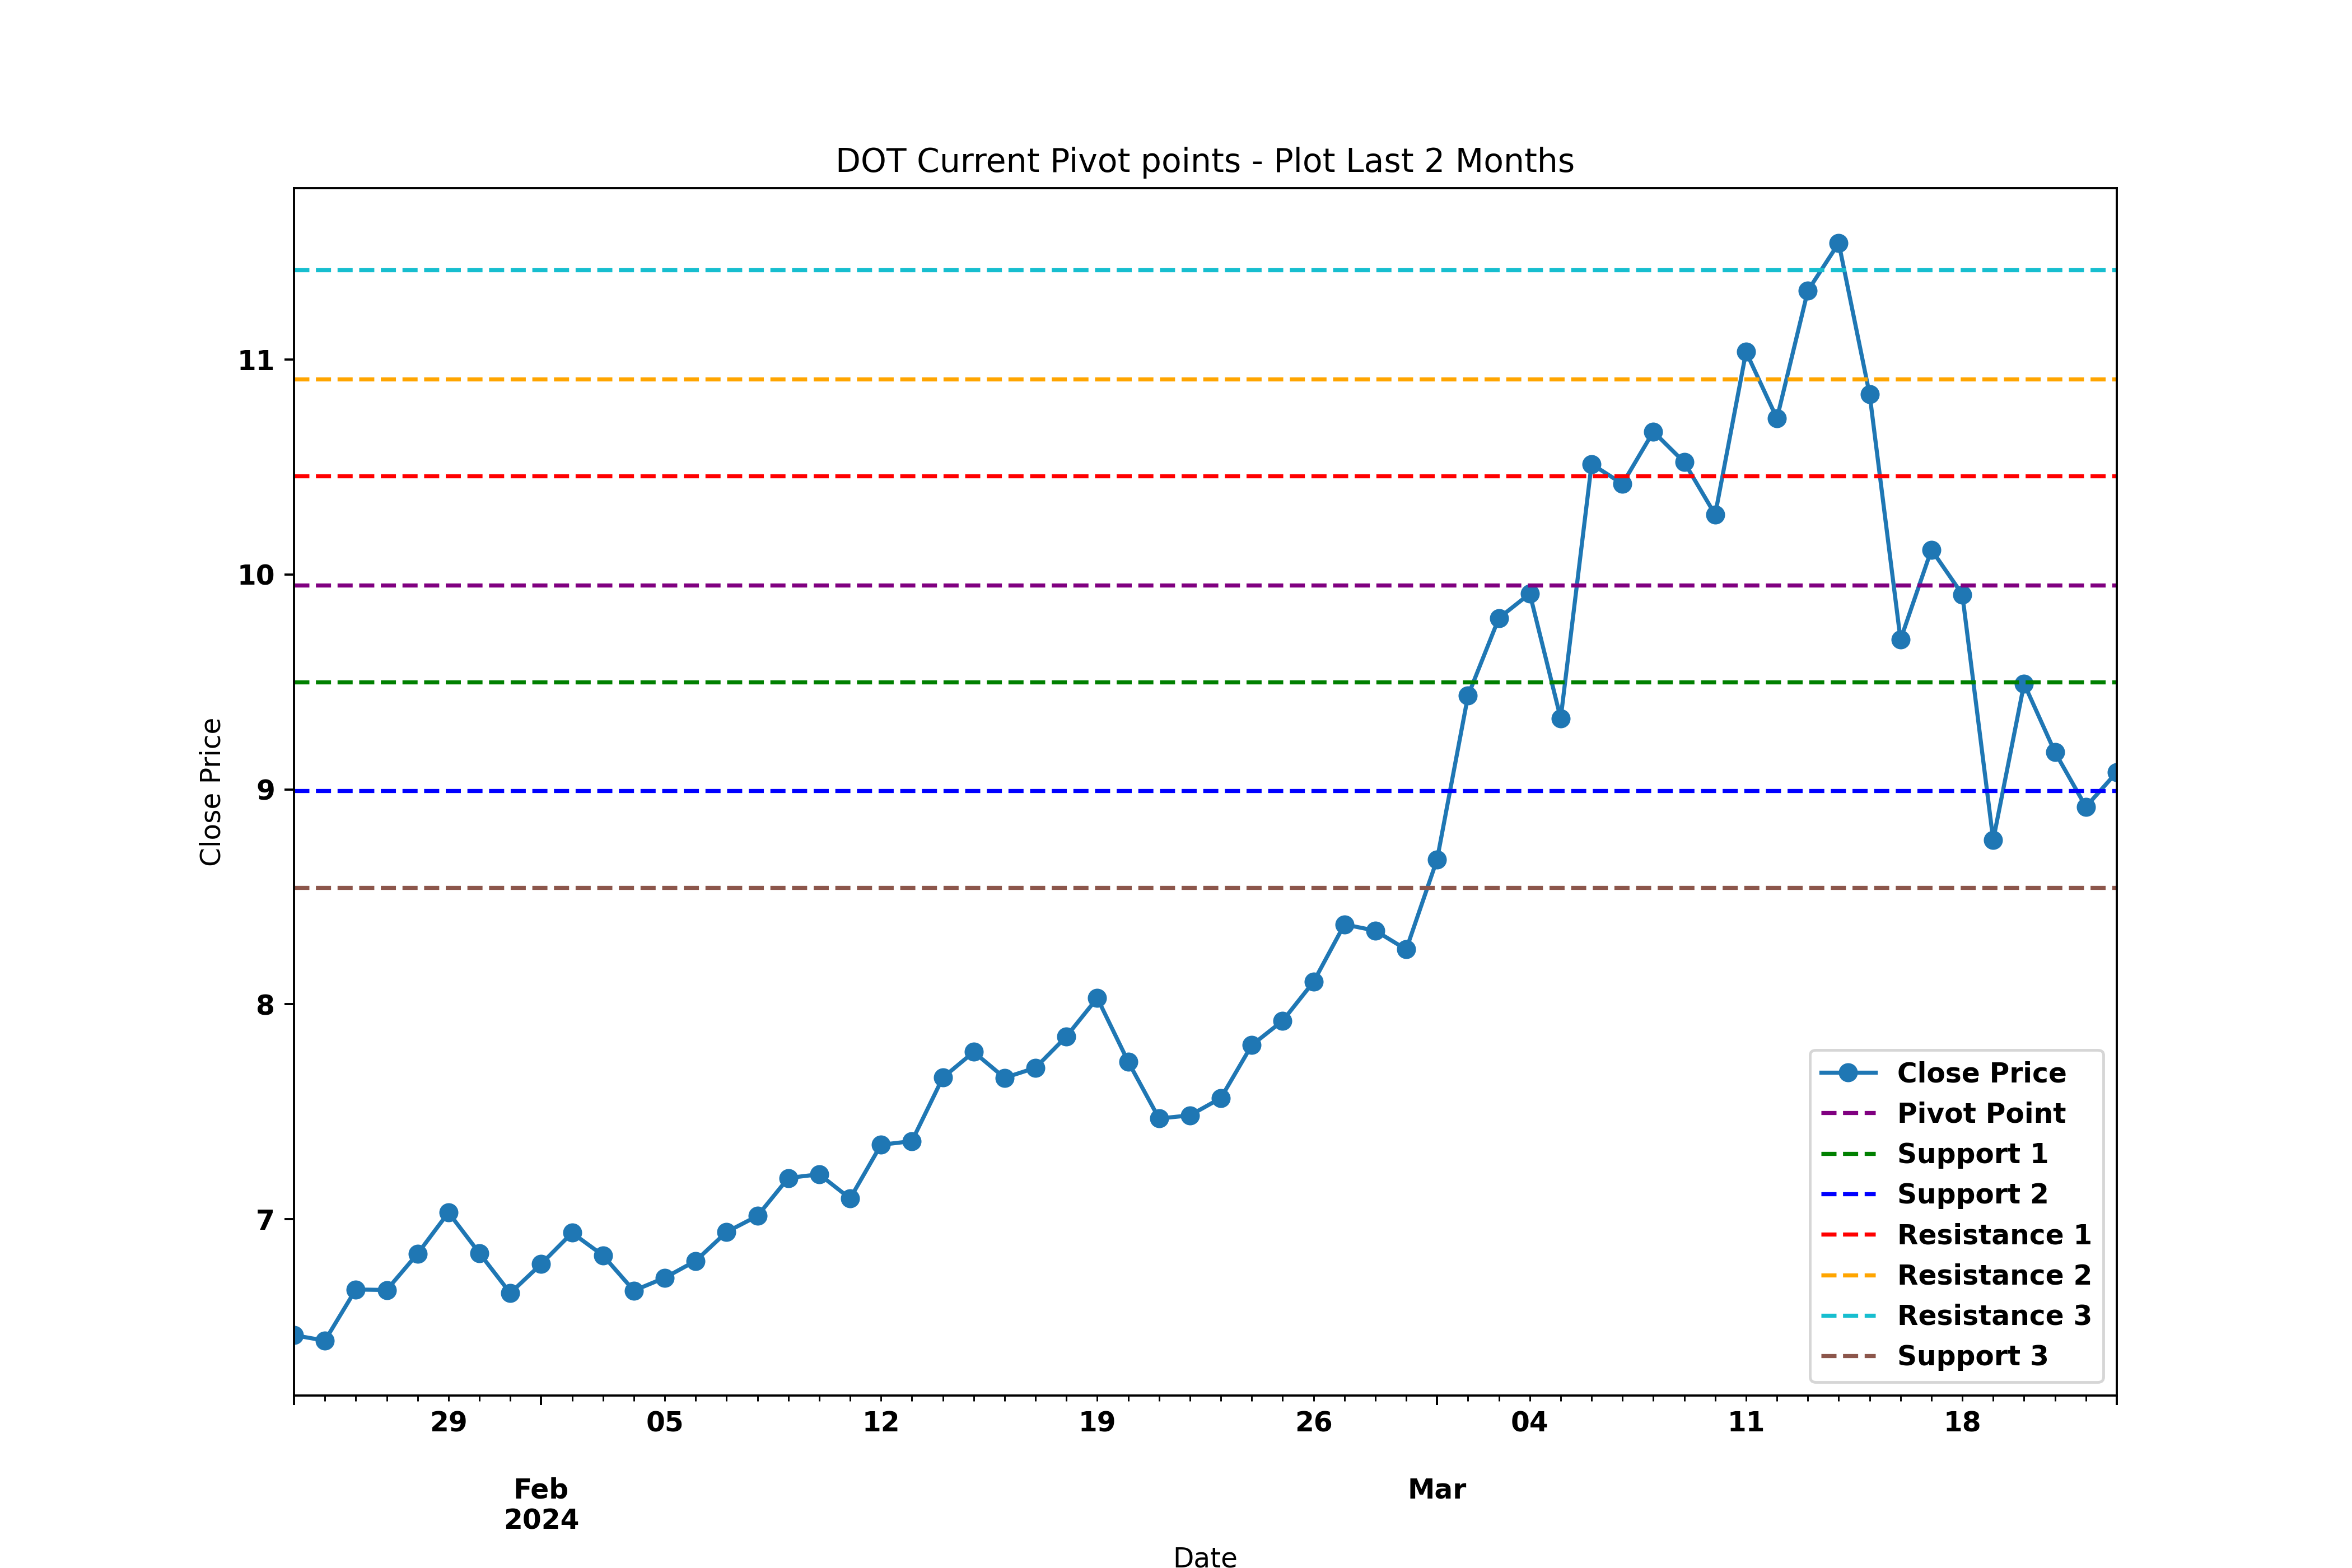 DOT Current Pivot points - Plot Last 2 Months
Close Price
11
10
9
8
7
Close Price
Pivot Point
Support 1
Support 2
Resistance 1
Resistance 2
Resistance 3
Support 3
29 05 12 19 26 04 11 18
Feb Mar
2024
Date